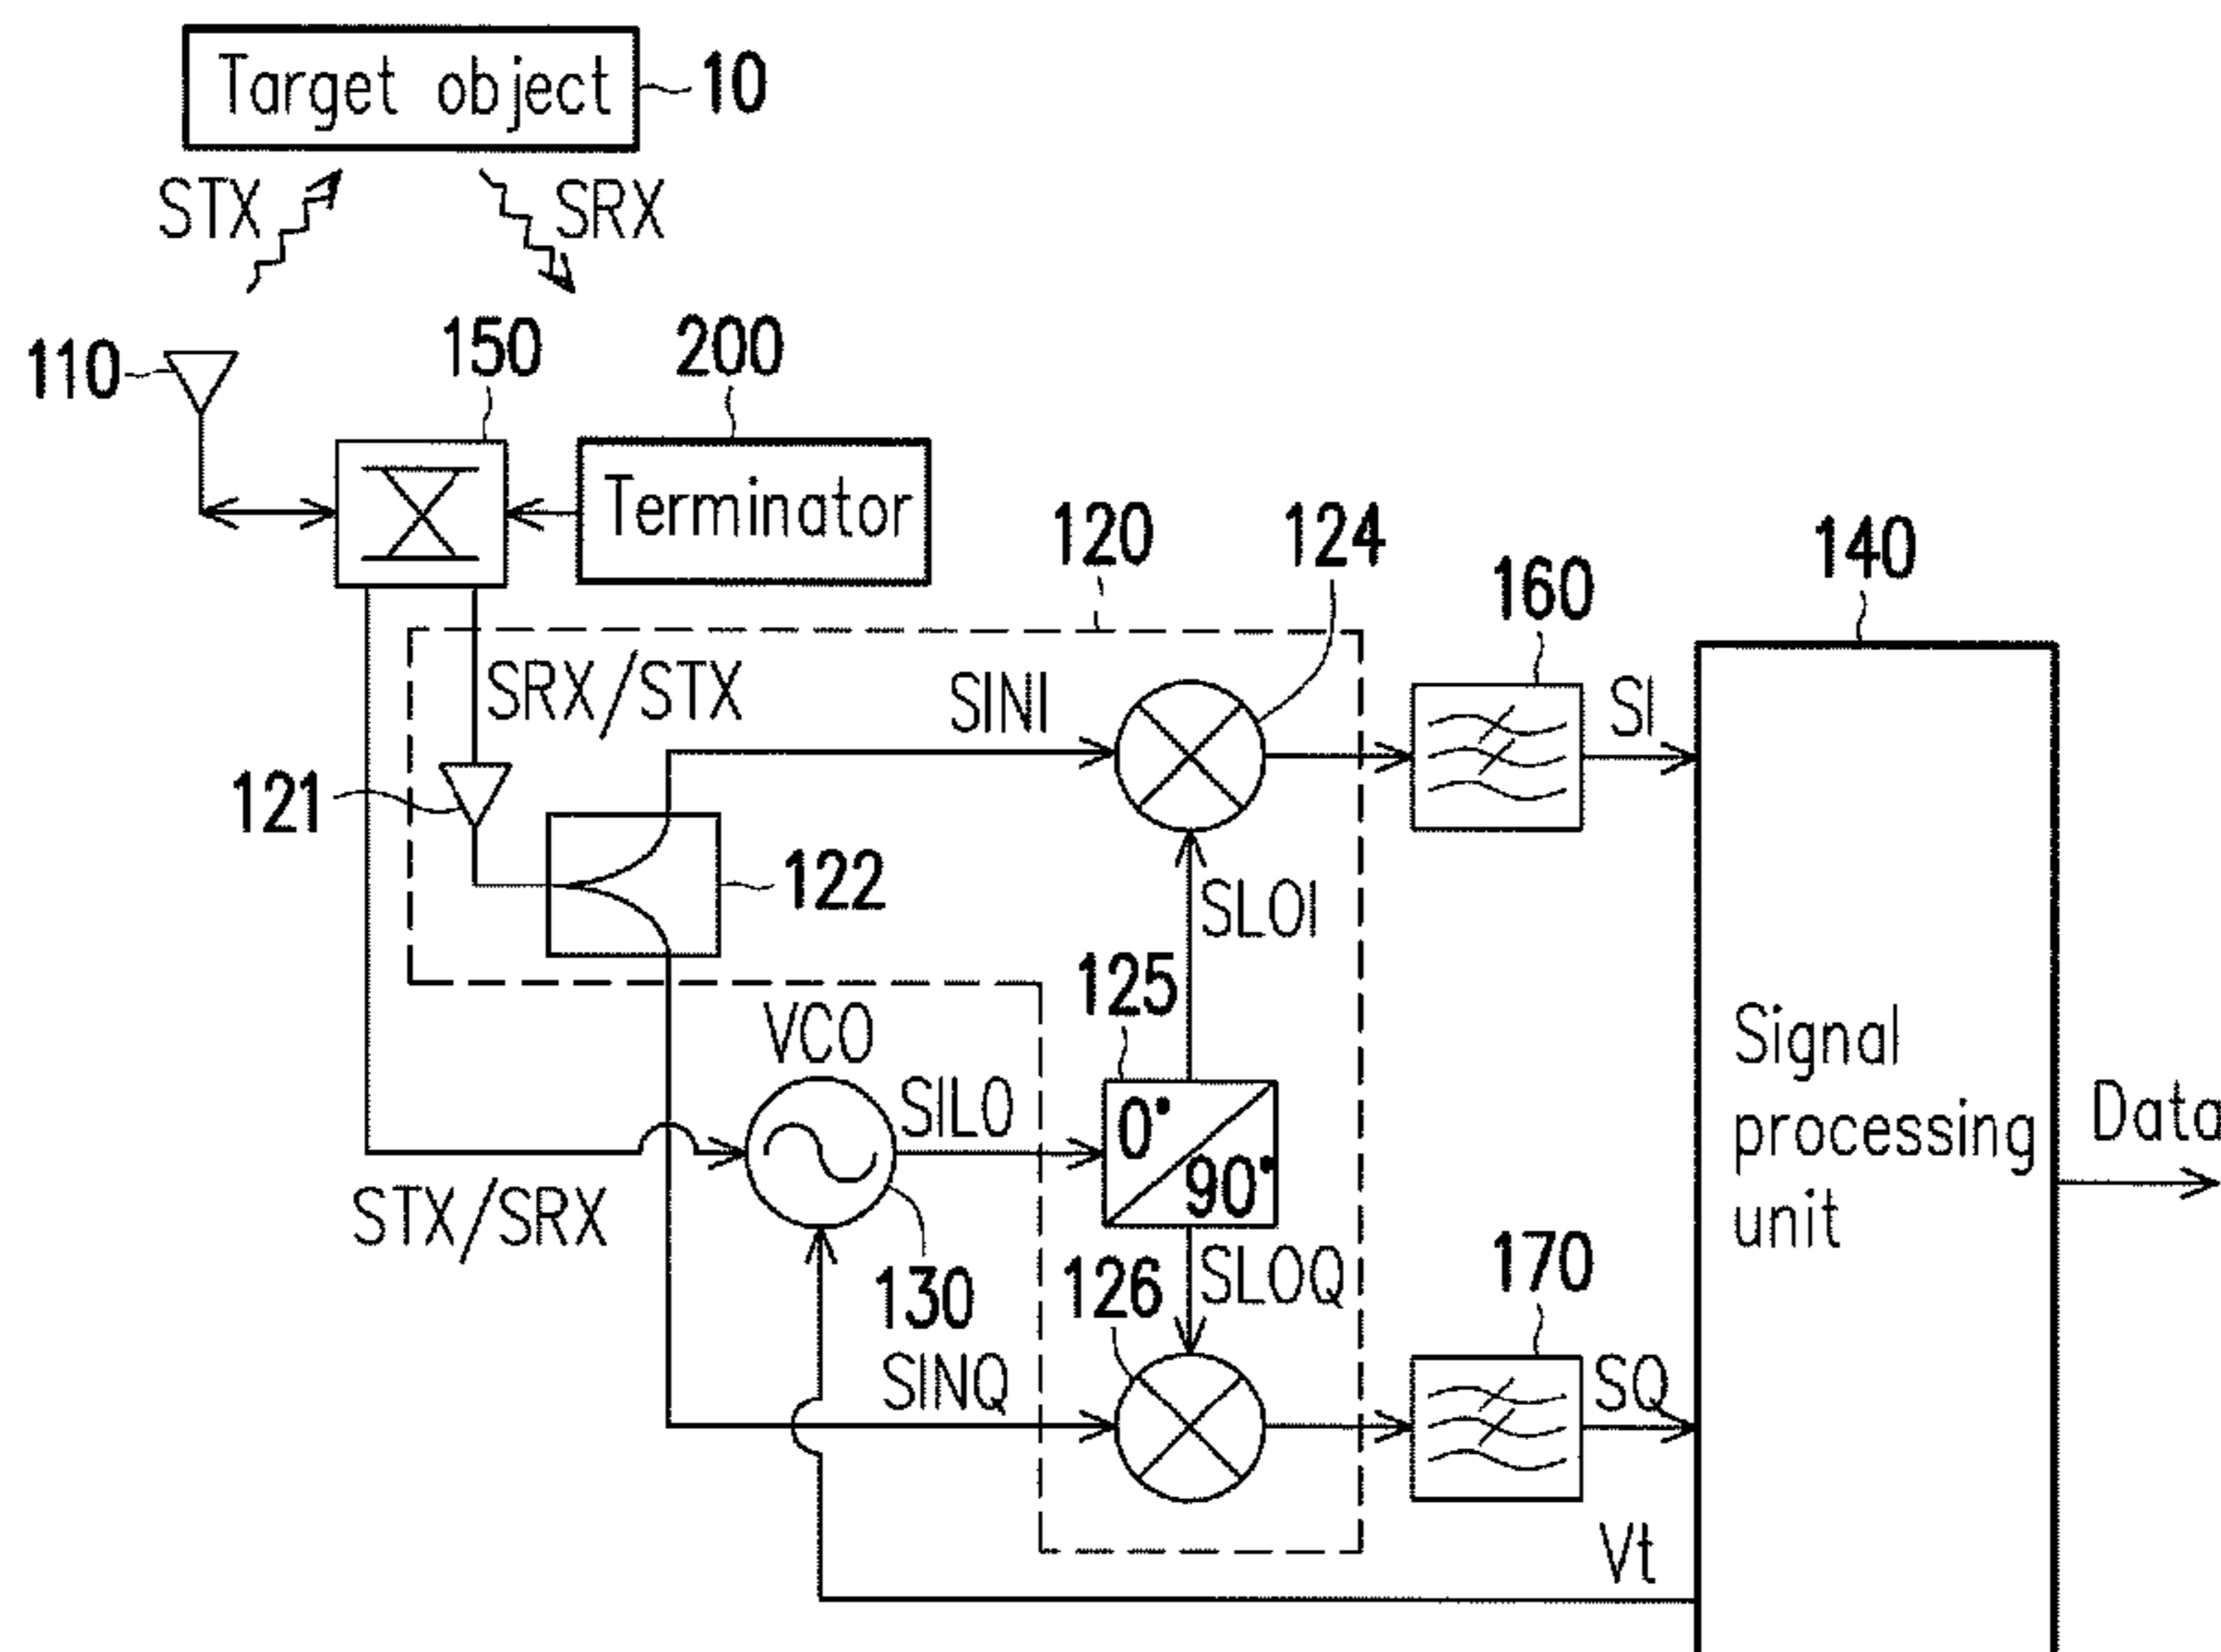 Target object
10
STX
SRX
110
150
200
Terminator
120
124
160
140
SRX/STX
SINI
SI
121
122
SLOI
125
VCO
SILO
0°
90°
Signal
processing
unit
Data
STX/SRX
130
126
SLOQ
170
SINQ
SQ
Vt